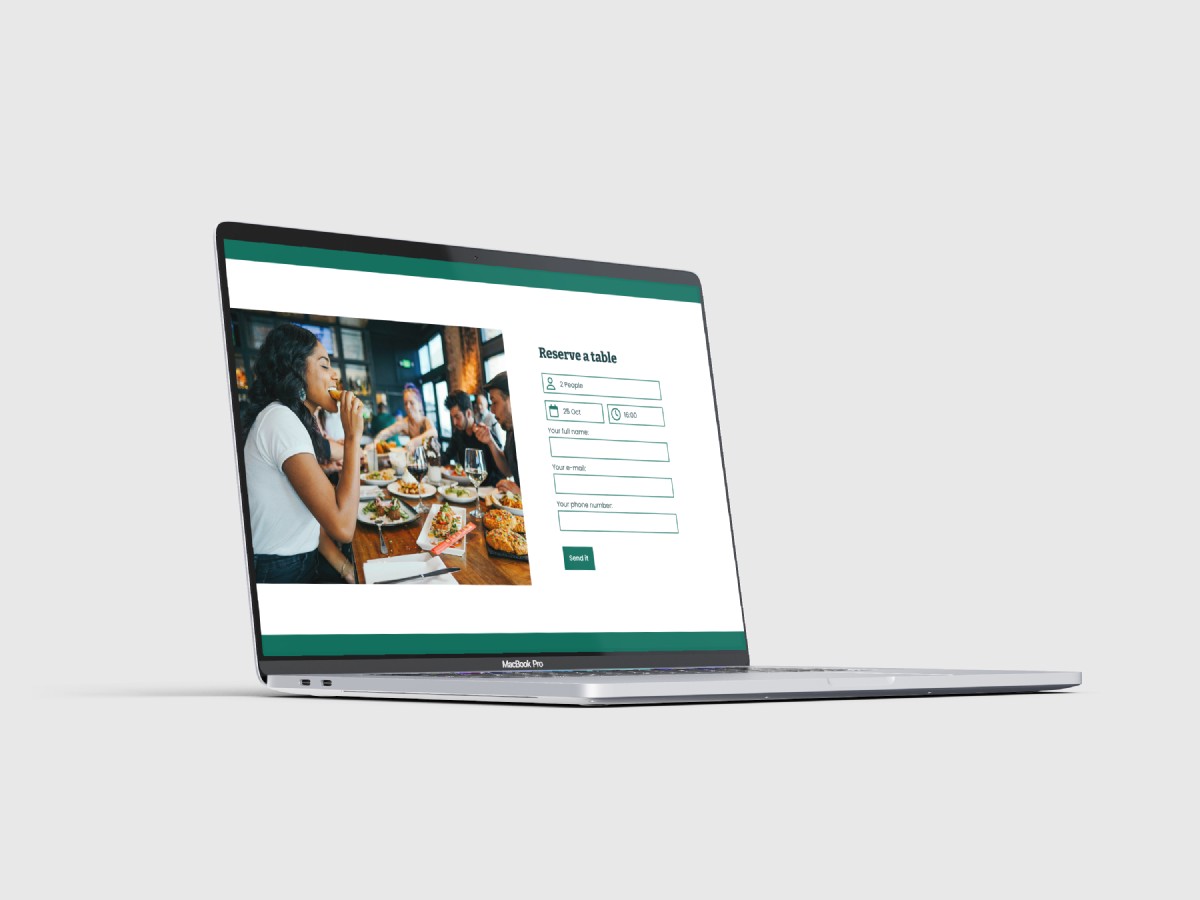 Reserve a table
2 People
25 Oct
16:00
Your full name:
Your e-mail:
Your phone number:
Send it
MacBook Pro